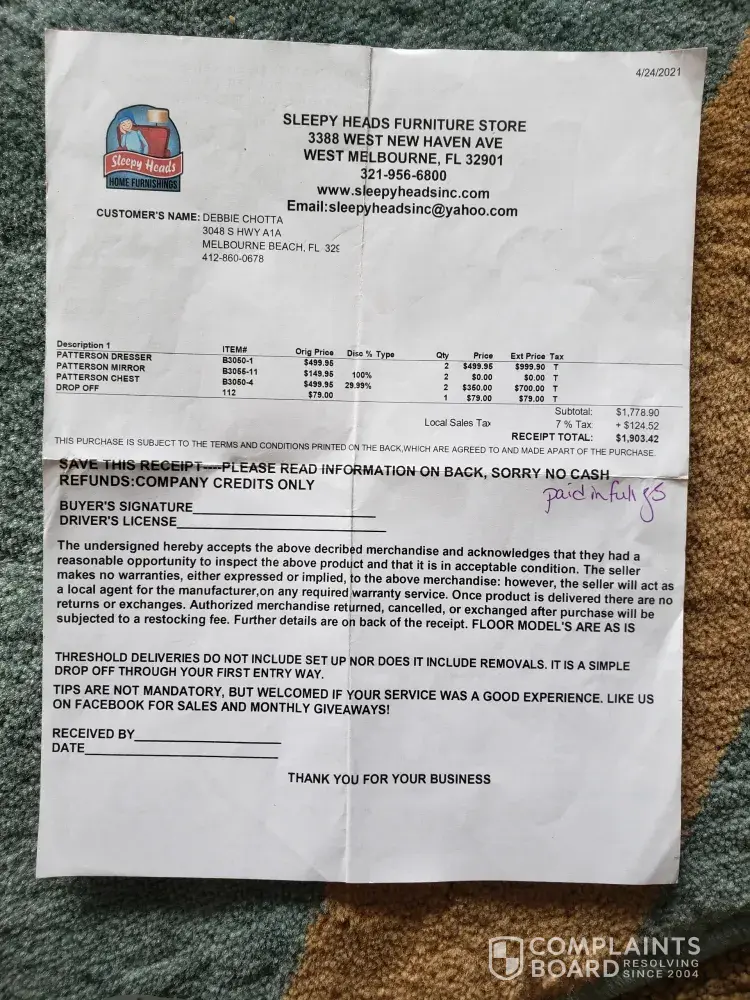 4/24/2021
Sleepy Heads
HOME FURNISHINGS
SLEEPY HEADS FURNITURE STORE
3388 WEST NEW HAVEN AVE
WEST MELBOURNE, FL 32901
321-956-6800
www.sleepyheadsinc.com
Email:sleepyheadsinc@yahoo.com
CUSTOMER'S NAME: DEBBIE CHOTTA
3048 S HWY A1A
MELBOURNE BEACH, FL 329
412-860-0678
Description 1 ITEM# Orig Price Disc % Type Qty Price Ext Price Tax
PATTERSON DRESSER B3050-1 $499.95 2 $499.95 $999.90 T
PATTERSON MIRROR B3055-11 $149.95 100% 2 $0.00 $0.00 T
PATTERSON CHEST B3050-4 $499.95 29.99% 2 $350.00 $700.00 T
DROP OFF 112 $79.00 1 $79.00 $79.00 T
Subtotal: $1,778.90
Local Sales Tax 7 % Tax: + $124.52
RECEIPT TOTAL: $1,903.42
THIS PURCHASE IS SUBJECT TO THE TERMS AND CONDITIONS PRINTED ON THE BACK,WHICH ARE AGREED TO AND MADE APART OF THE PURCHASE.
SAVE THIS RECEIPT----PLEASE READ INFORMATION ON BACK, SORRY NO CASH
REFUNDS:COMPANY CREDITS ONLY
paid in full
BUYER'S SIGNATURE
DRIVER'S LICENSE
The undersigned hereby accepts the above decribed merchandise and acknowledges that they had a
reasonable opportunity to inspect the above product and that it is in acceptable condition. The seller
makes no warranties, either expressed or implied, to the above merchandise: however, the seller will act as
a local agent for the manufacturer,on any required warranty service. Once product is delivered there are no
returns or exchanges. Authorized merchandise returned, cancelled, or exchanged after purchase will be
subjected to a restocking fee. Further details are on back of the receipt. FLOOR MODEL'S ARE AS IS
THRESHOLD DELIVERIES DO NOT INCLUDE SET UP NOR DOES IT INCLUDE REMOVALS. IT IS A SIMPLE
DROP OFF THROUGH YOUR FIRST ENTRY WAY.
TIPS ARE NOT MANDATORY, BUT WELCOMED IF YOUR SERVICE WAS A GOOD EXPERIENCE. LIKE US
ON FACEBOOK FOR SALES AND MONTHLY GIVEAWAYS!
RECEIVED BY
DATE
THANK YOU FOR YOUR BUSINESS
COMPLAINTS
BOARD RESOLVING
SINCE 2004